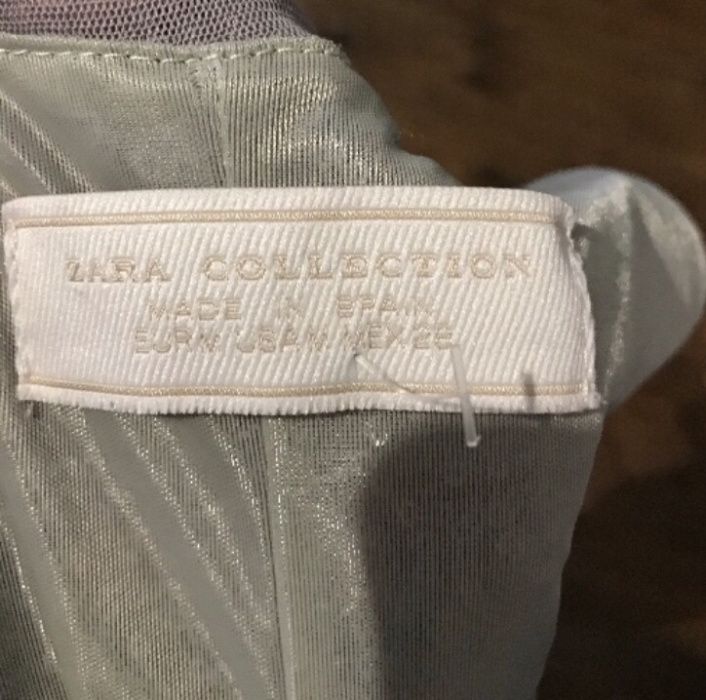 ZARA COLLECTION
MADE IN SPAIN
EUR M USA M MEX 28